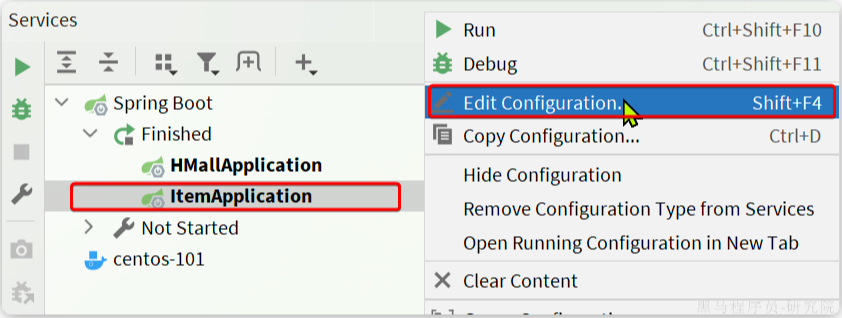 Services
Spring Boot
Finished
HMallApplication
ItemApplication
Not Started
centos-101
Run Ctrl+Shift+F10
Debug Ctrl+Shift+F11
Edit Configuration... Shift+F4
Copy Configuration... Ctrl+D
Hide Configuration
Remove Configuration Type from Services
Open Running Configuration in New Tab
Clear Content
黑马程序员-研究院